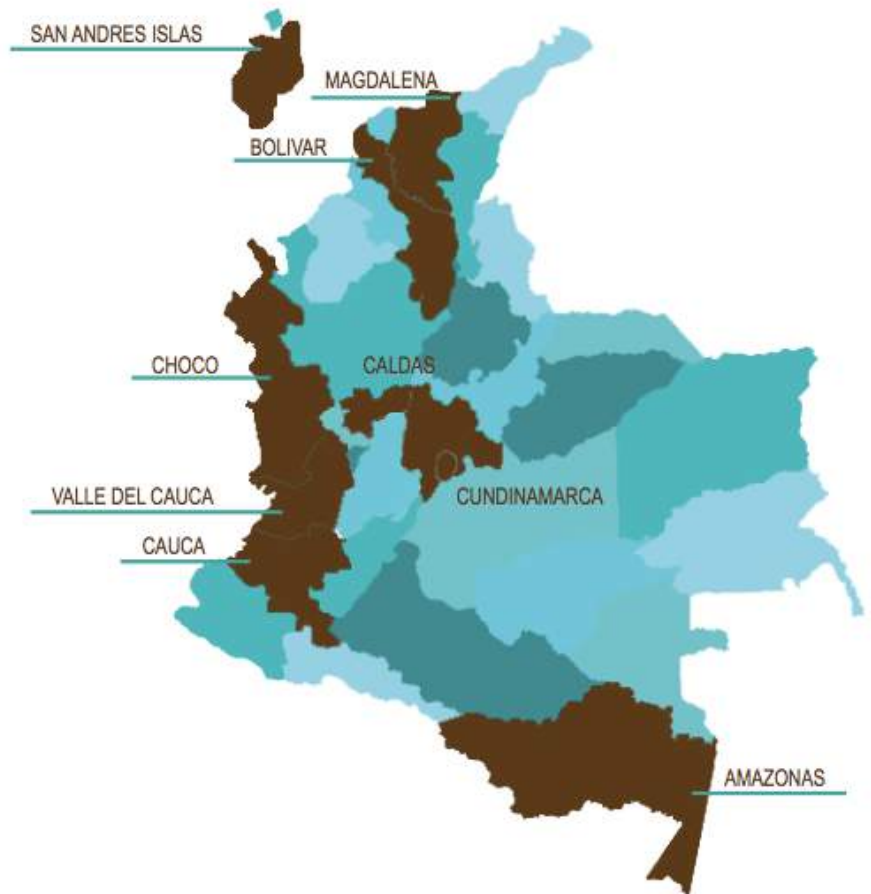 SAN ANDRES ISLAS
MAGDALENA
BOLIVAR
CHOCO
CALDAS
VALLE DEL CAUCA
CUNDINAMARCA
CAUCA
AMAZONAS